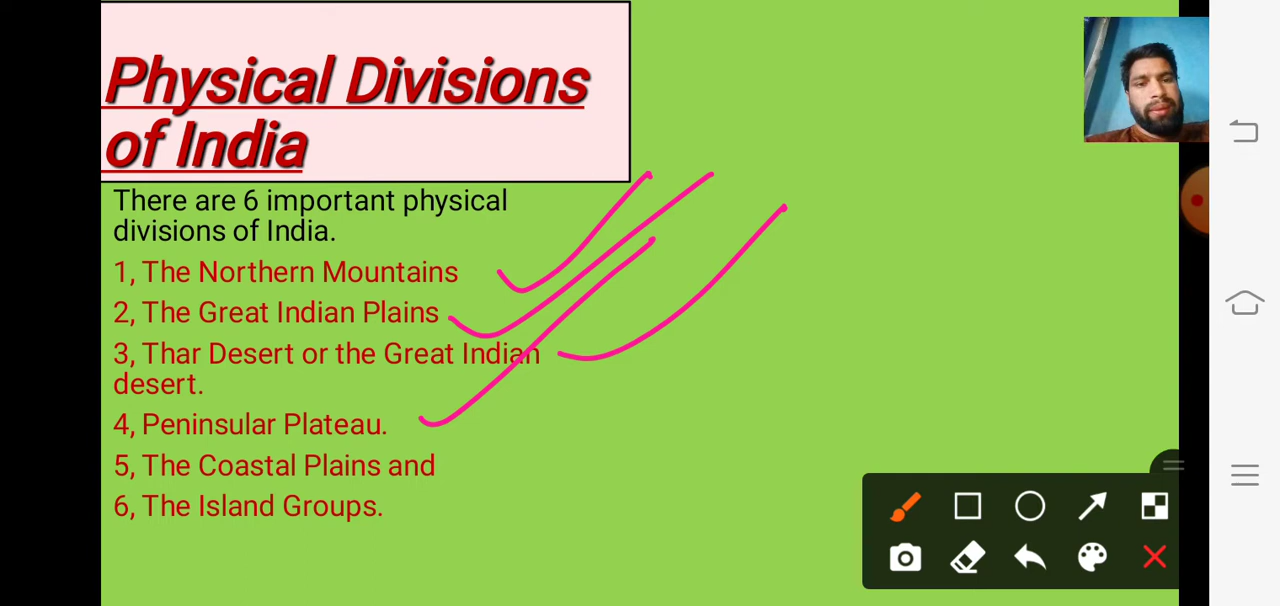 Physical Divisions
of India
There are 6 important physical
divisions of India.
1, The Northern Mountains
2, The Great Indian Plains
3, Thar Desert or the Great Indian
desert.
4, Peninsular Plateau.
5, The Coastal Plains and
6, The Island Groups.